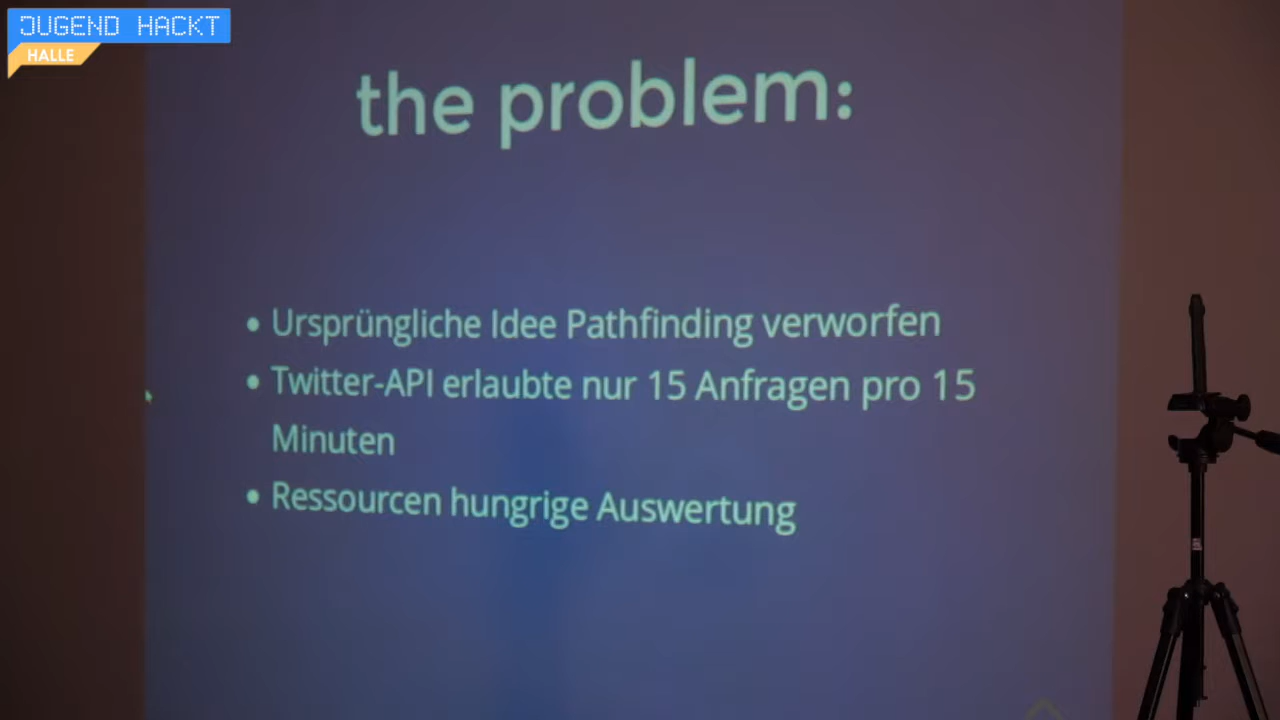 JUGEND HACKT
HALLE
the problem:
• Ursprüngliche Idee Pathfinding verworfen
• Twitter-API erlaubte nur 15 Anfragen pro 15
Minuten
• Ressourcen hungrige Auswertung